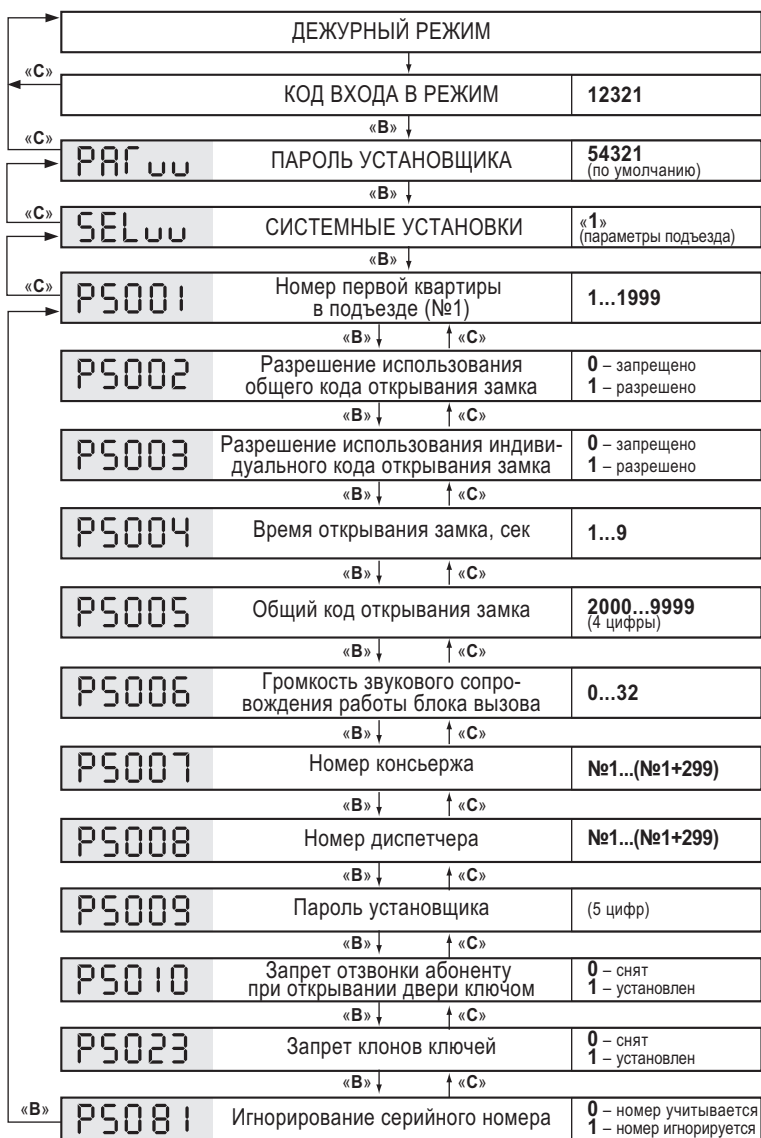 ДЕЖУРНЫЙ РЕЖИМ
«С»
КОД ВХОДА В РЕЖИМ 12321
«В»
«С»
PAГuu ПАРОЛЬ УСТАНОВЩИКА 54321
(по умолчанию)
«В»
«С»
SELuu СИСТЕМНЫЕ УСТАНОВКИ «1»
(параметры подъезда)
«В»
«С»
PS001 Номер первой квартиры
в подъезде (№1) 1...1999
«В» «С»
PS002 Разрешение использования
общего кода открывания замка
0 – запрещено
1 – разрешено
«В» «С»
PS003 Разрешение использования индиви-
дуального кода открывания замка
0 – запрещено
1 – разрешено
«В» «С»
PS004 Время открывания замка, сек 1...9
«В» «С»
PS005 Общий код открывания замка 2000...9999
(4 цифры)
«В» «С»
PS006 Громкость звукового сопро-
вождения работы блока вызова 0...32
«В» «С»
PS007 Номер консьержа №1...(№1+299)
«В» «С»
PS008 Номер диспетчера №1...(№1+299)
«В» «С»
PS009 Пароль установщика (5 цифр)
«В» «С»
PS010 Запрет отзвонки абоненту
при открывании двери ключом
0 – снят
1 – установлен
«В» «С»
PS023 Запрет клонов ключей
0 – снят
1 – установлен
«В» «С»
«В»
PS081 Игнорирование серийного номера
0 – номер учитывается
1 – номер игнорируется